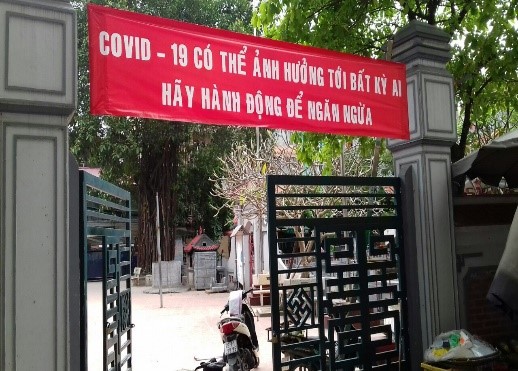 COVID - 19 CÓ THỂ ẢNH HƯỞNG TỚI BẤT KỲ AI
HÃY HÀNH ĐỘNG ĐỂ NGĂN NGỪA